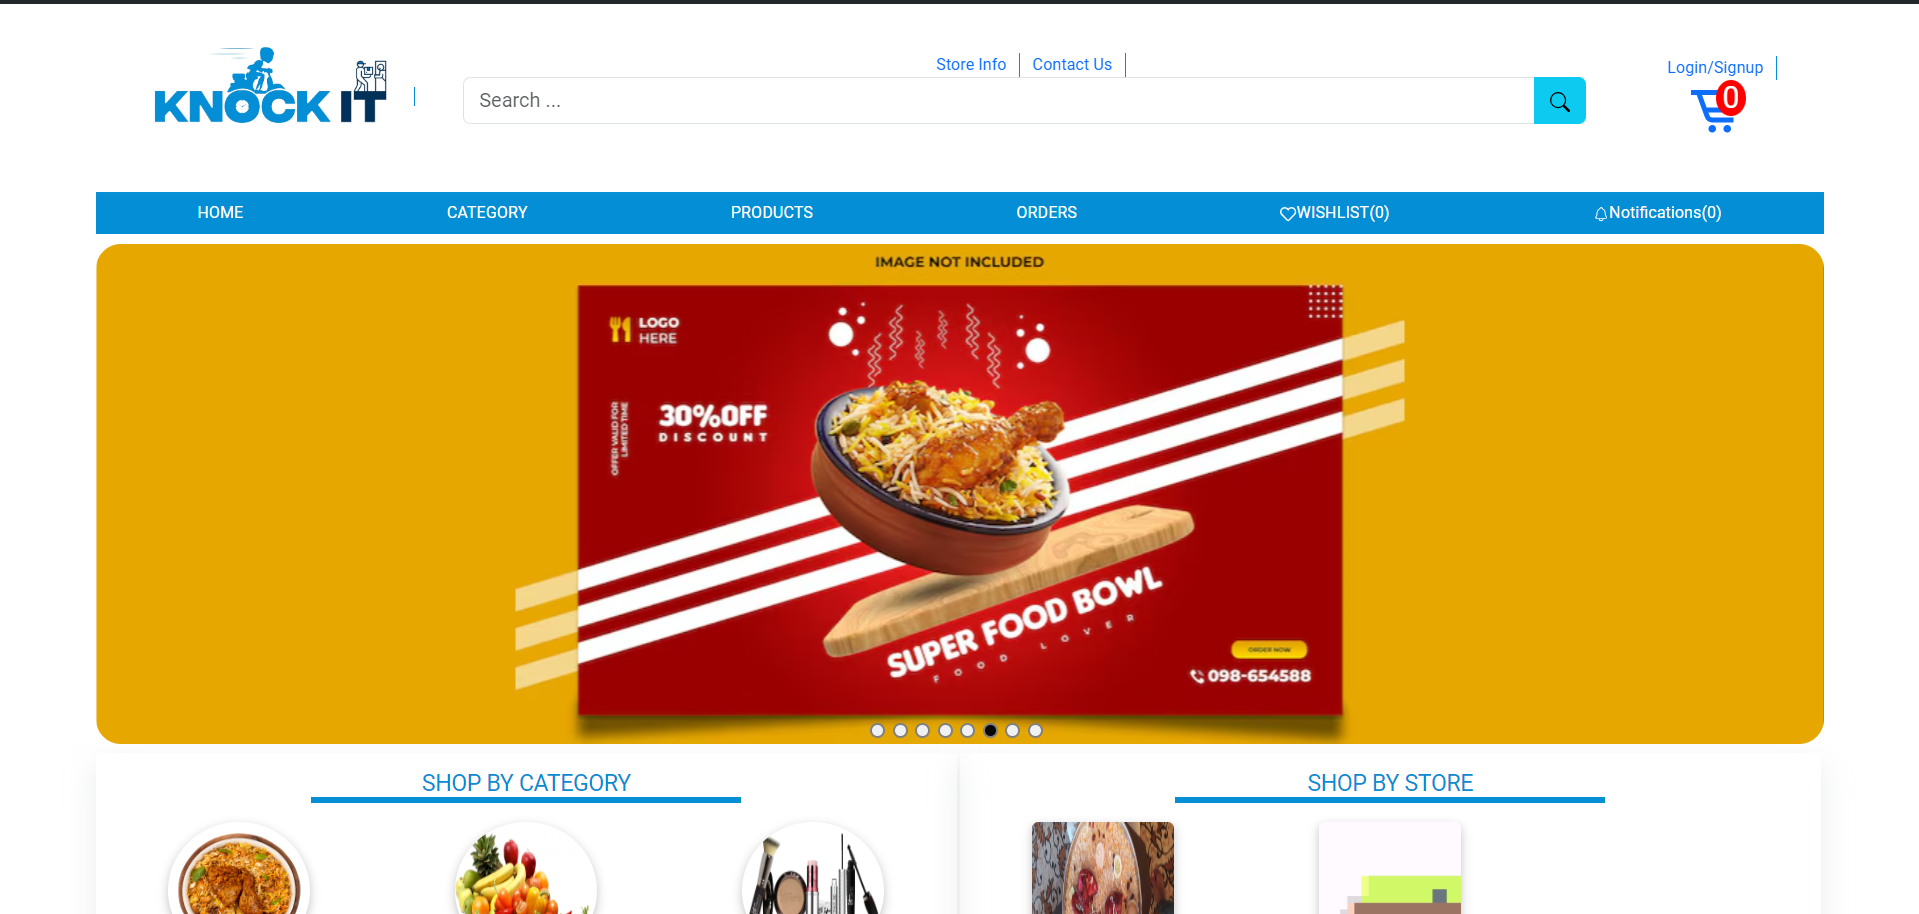 Store Info
Contact Us
Login/Signup
KNOCK IT
Search ...
0
HOME
CATEGORY
PRODUCTS
ORDERS
WISHLIST(0)
Notifications(0)
IMAGE NOT INCLUDED
LOGO
HERE
OFFER VALID FOR
LIMITED TIME
30%OFF
DISCOUNT
SUPER FOOD BOWL
FOOD LOVER
ORDER NOW
098-654588
SHOP BY CATEGORY
SHOP BY STORE